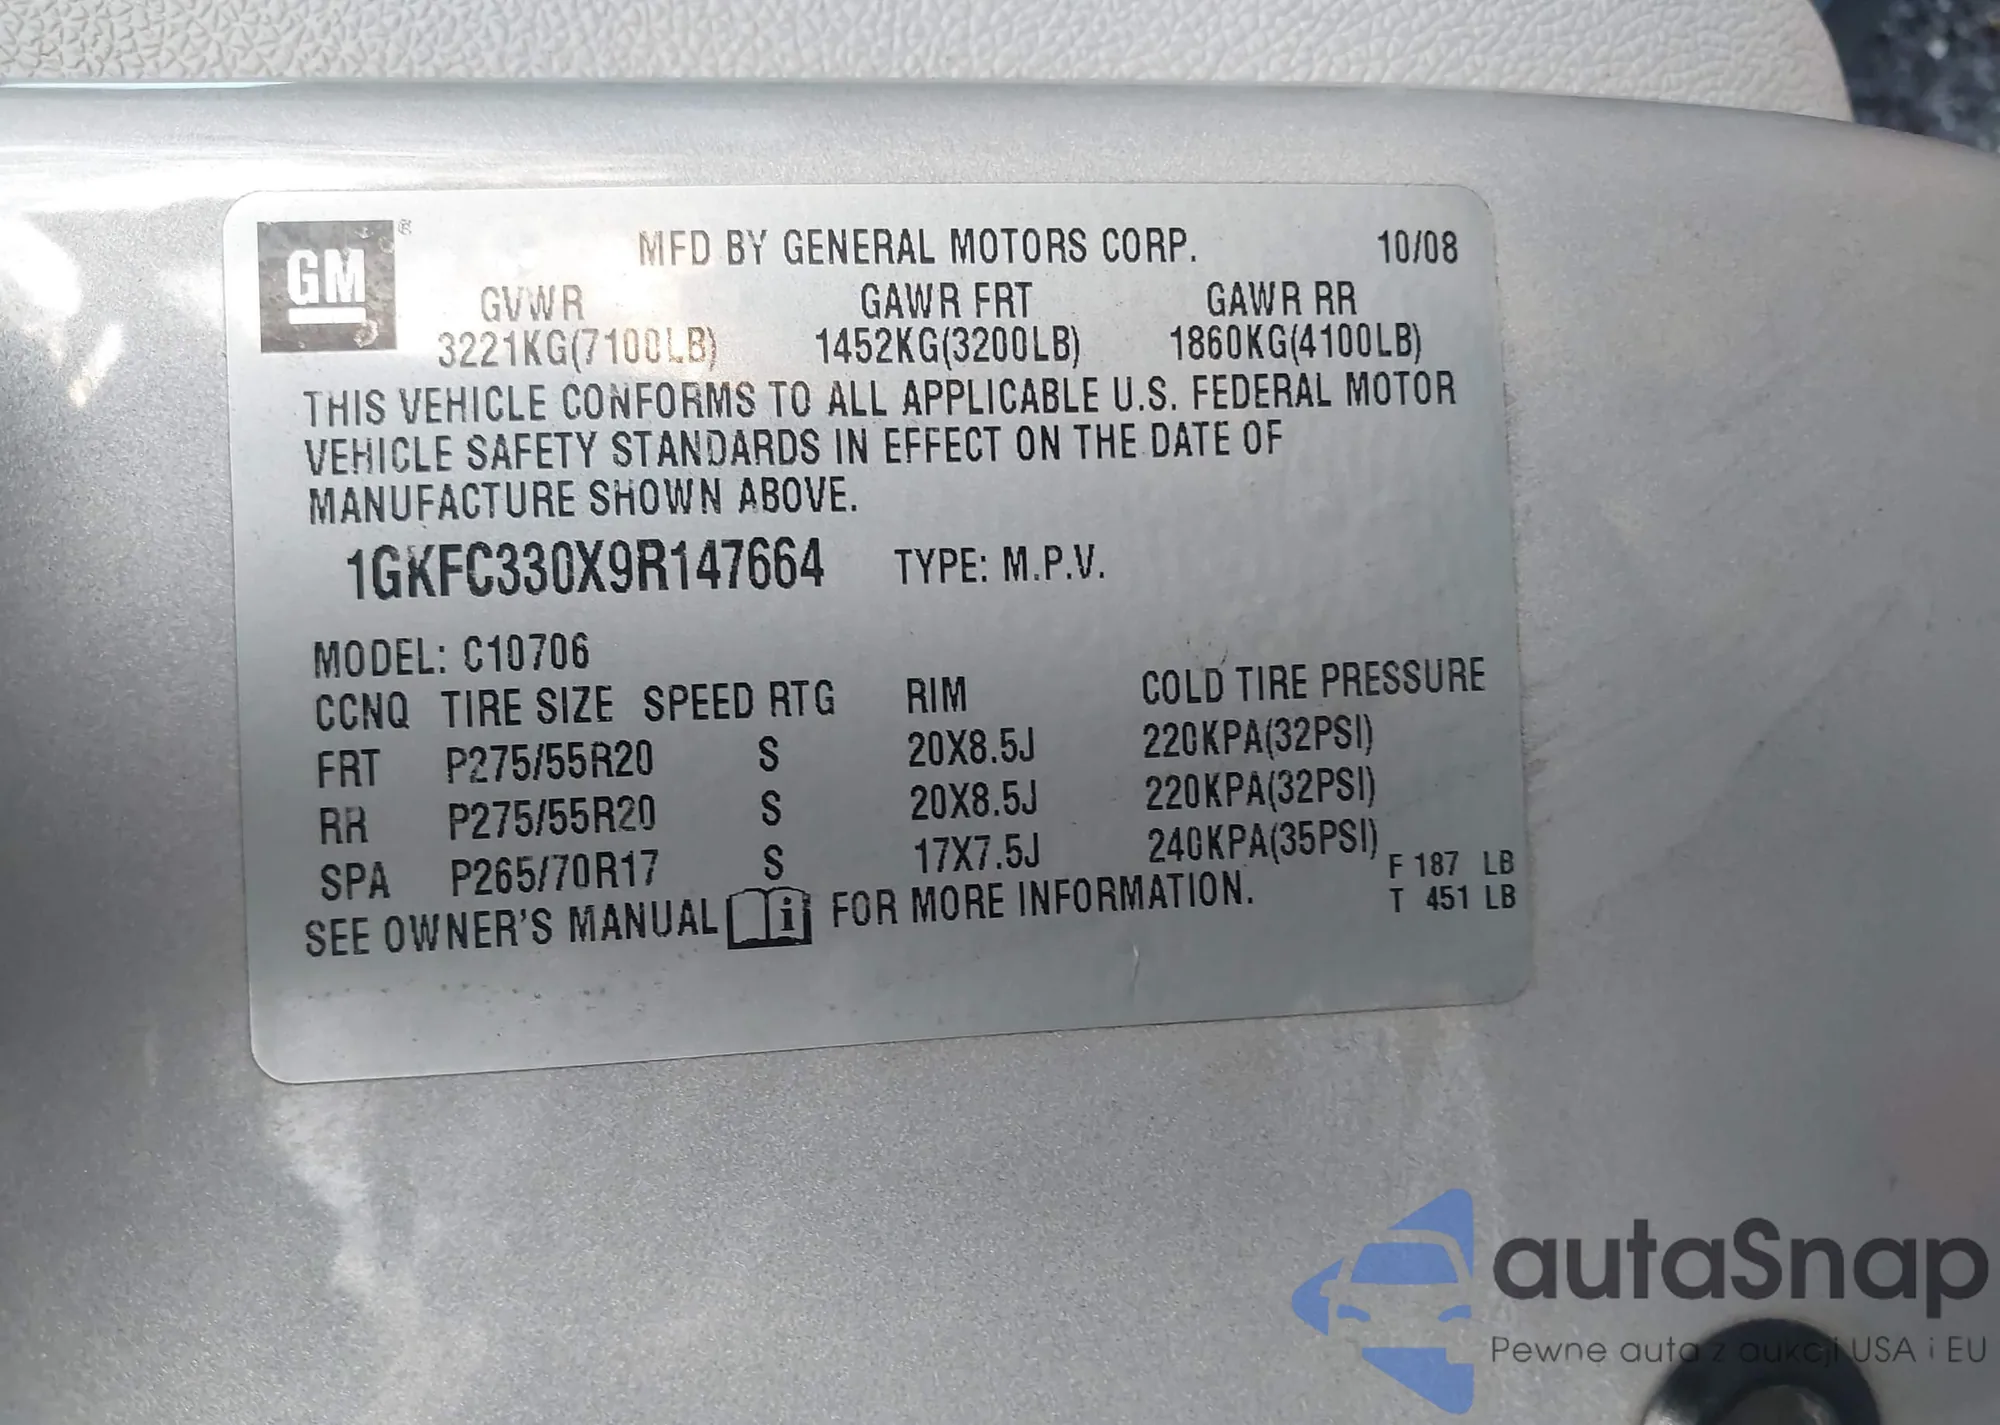 GM ®
MFD BY GENERAL MOTORS CORP. 10/08
GVWR GAWR FRT GAWR RR
3221KG(7100LB) 1452KG(3200LB) 1860KG(4100LB)
THIS VEHICLE CONFORMS TO ALL APPLICABLE U.S. FEDERAL MOTOR
VEHICLE SAFETY STANDARDS IN EFFECT ON THE DATE OF
MANUFACTURE SHOWN ABOVE.
1GKFC330X9R147664 TYPE: M.P.V.
MODEL: C10706
CCNQ TIRE SIZE SPEED RTG RIM COLD TIRE PRESSURE
FRT P275/55R20 S 20X8.5J 220KPA(32PSI)
RR P275/55R20 S 20X8.5J 220KPA(32PSI)
SPA P265/70R17 S 17X7.5J 240KPA(35PSI)
F 187 LB
SEE OWNER'S MANUAL FOR MORE INFORMATION.
T 451 LB
autaSnap
Pewne auta z aukcji USA i EU